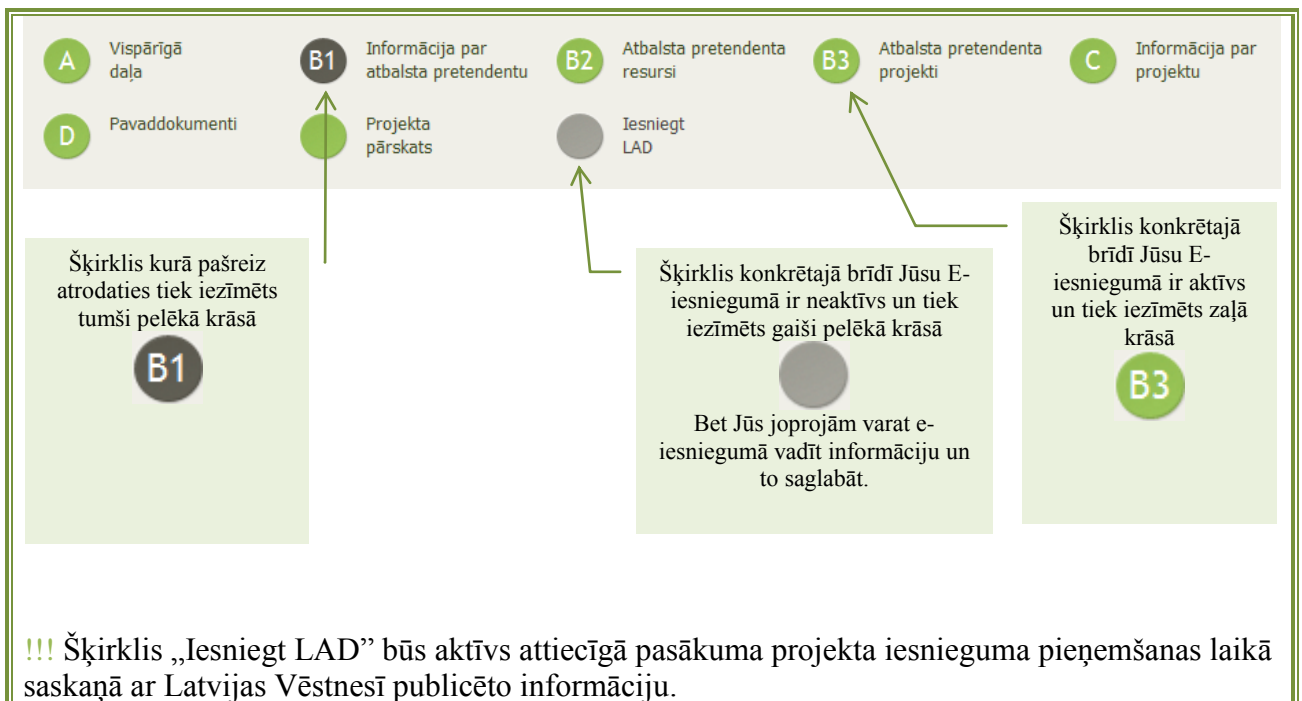 A Vispārīgā
daļa
B1 Informācija par
atbalsta pretendentu
B2 Atbalsta pretendenta
resursi
B3 Atbalsta pretendenta
projekti
C Informācija par
projektu
D Pavaddokumenti
Projekta
pārskats
Iesniegt
LAD
Šķirklis kurā pašreiz
atrodaties tiek iezīmēts
tumši pelēkā krāsā
B1
Šķirklis konkrētajā brīdī Jūsu E-
iesniegumā ir neaktīvs un tiek
iezīmēts gaiši pelēkā krāsā
Bet Jūs joprojām varat e-
iesniegumā vadīt informāciju un
to saglabāt.
Šķirklis konkrētajā
brīdī Jūsu E-
iesniegumā ir aktīvs
un tiek iezīmēts zaļā
krāsā
B3
!!! Šķirklis „Iesniegt LAD” būs aktīvs attiecīgā pasākuma projekta iesnieguma pieņemšanas laikā
saskaņā ar Latvijas Vēstnesī publicēto informāciju.